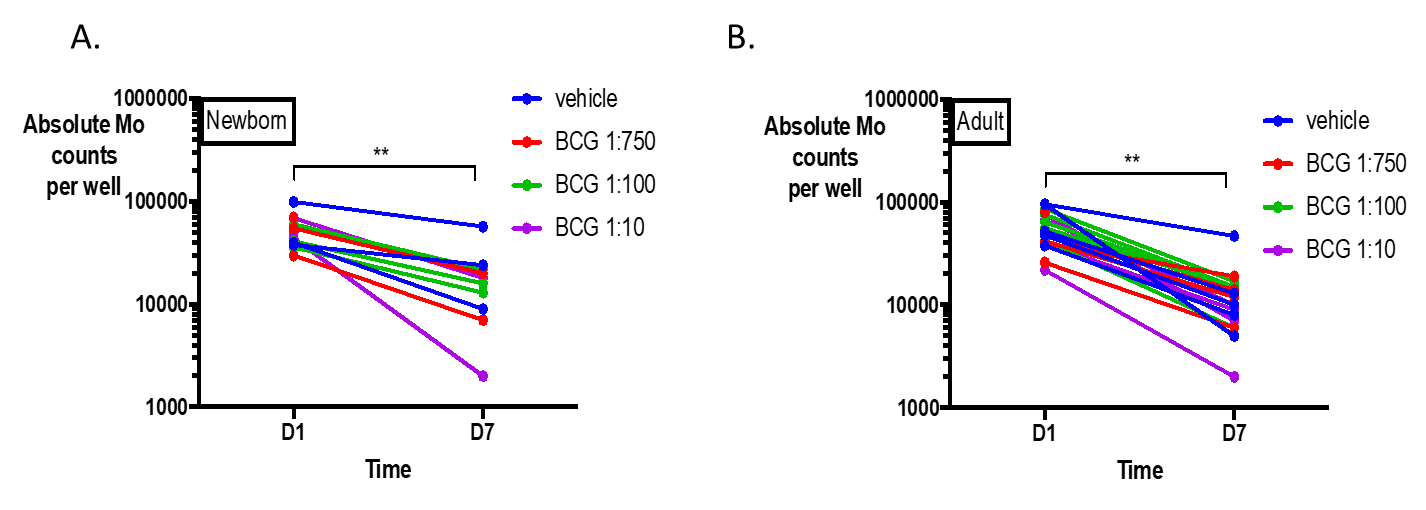 A.
Absolute Mo
counts
per well
1000000
100000
10000
1000
Newborn
**
D1
D7
Time
vehicle
BCG 1:750
BCG 1:100
BCG 1:10
B.
Absolute Mo
counts
per well
1000000
100000
10000
1000
Adult
**
D1
D7
Time
vehicle
BCG 1:750
BCG 1:100
BCG 1:10